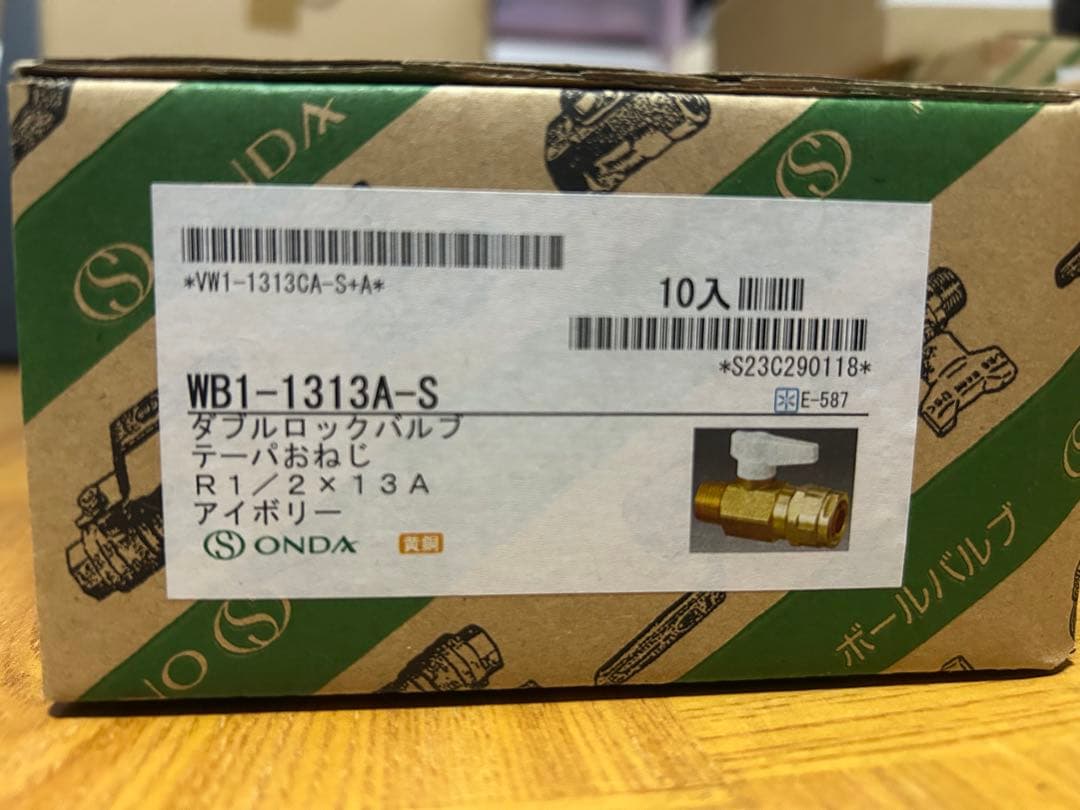 ONDA
*VW1-1313CA-S+A*
10入
*S23C290118*
WB1-1313A-S
E-587
ダブルロックバルブ
テーパおねじ
R1/2×13A
アイボリー
S ONDA 黄銅
ボールバルブ
ONDA